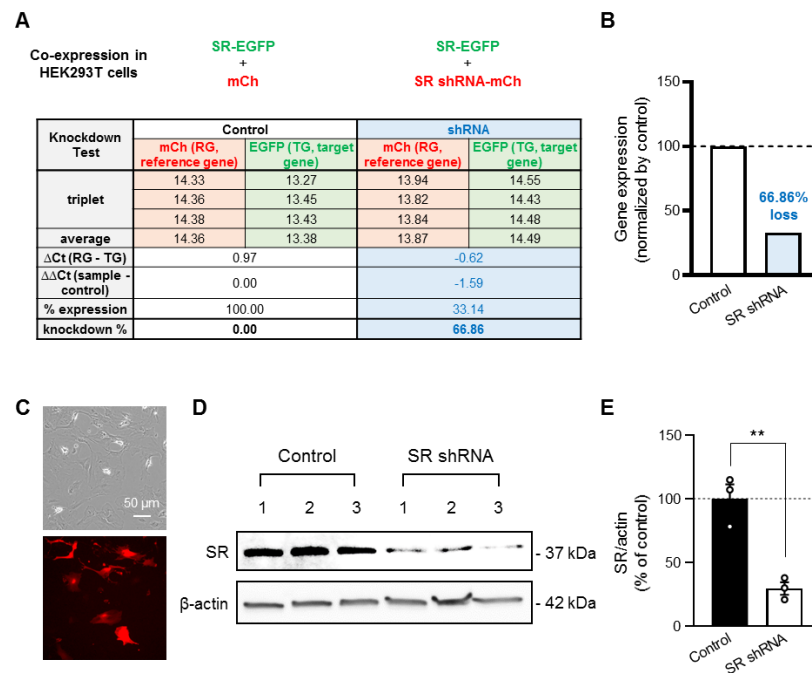 A
Co-expression in
HEK293T cells
SR-EGFP
+
mCh
SR-EGFP
+
SR shRNA-mCh
Knockdown
Test
Control
shRNA
mCh (RG,
reference gene)
EGFP (TG, target
gene)
mCh (RG,
reference gene)
EGFP (TG, target
gene)
triplet
14.33 13.27 13.94 14.55
14.36 13.45 13.82 14.43
14.38 13.43 13.84 14.48
average 14.36 13.38 13.87 14.49
ΔCt (RG - TG) 0.97 -0.62
ΔΔCt (sample -
control)
0.00 -1.59
% expression 100.00 33.14
knockdown % 0.00 66.86
B
Gene expression
(normalized by control)
150
100
50
0
66.86%
loss
Control
SR shRNA
C
50 µm
D
Control SR shRNA
1 2 3 1 2 3
SR - 37 kDa
β-actin - 42 kDa
E
SR/actin
(% of control)
150
100
50
0
**
Control
SR shRNA